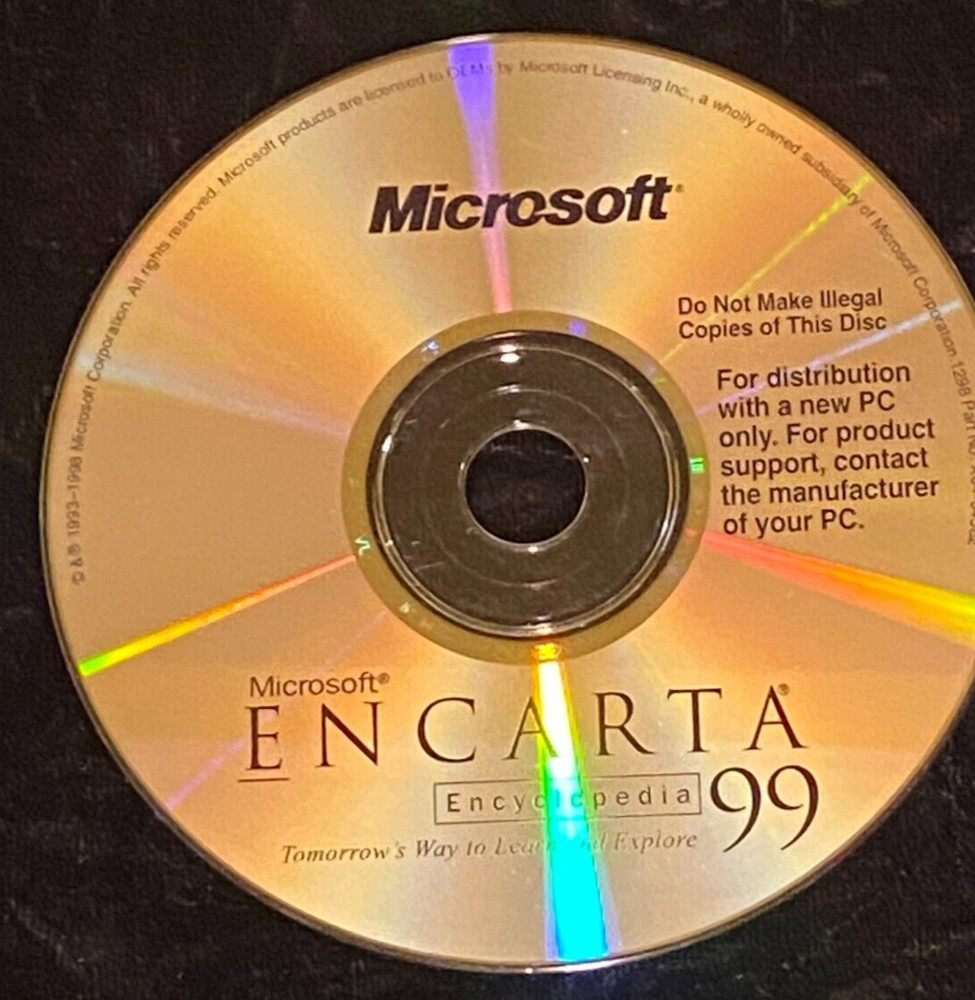 © & ® 1993-1998 Microsoft Corporation. All rights reserved. Microsoft products are licensed to OEMs by Microsoft Licensing Inc., a wholly owned subsidiary of Microsoft Corporation. 1298 Part No.
Microsoft®
Do Not Make Illegal
Copies of This Disc
For distribution
with a new PC
only. For product
support, contact
the manufacturer
of your PC.
Microsoft®
ENCARTA®
Encyclopedia 99
Tomorrow's Way to Learn and Explore